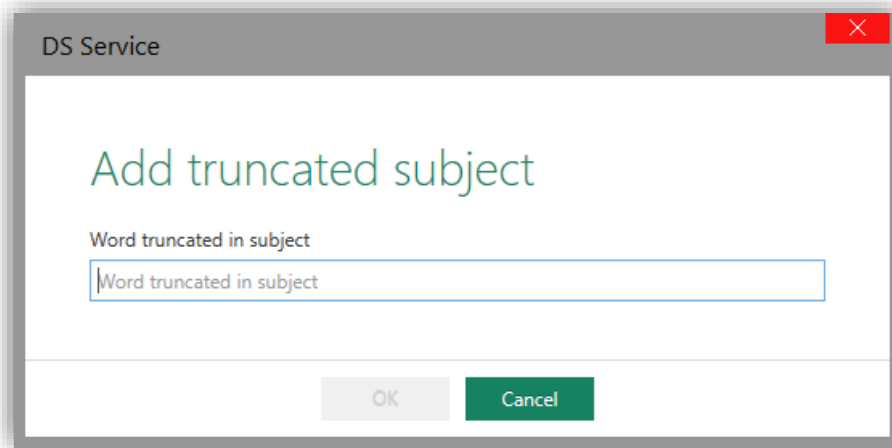 DS Service
Add truncated subject
Word truncated in subject
Word truncated in subject
OK Cancel